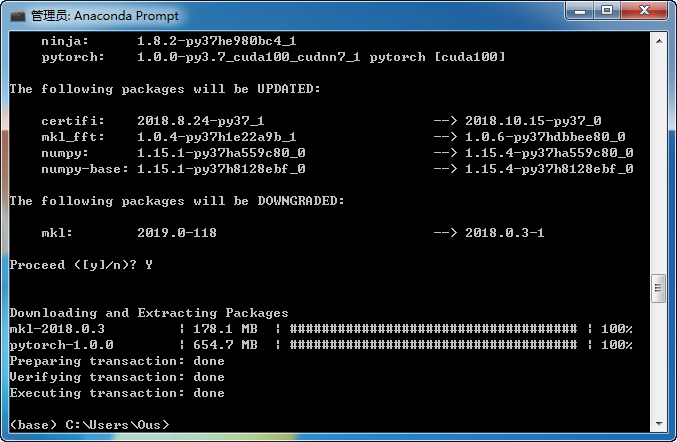 管理员: Anaconda Prompt
ninja: 1.8.2-py37he980bc4_1
pytorch: 1.0.0-py3.7_cuda100_cudnn7_1 pytorch [cuda100]
The following packages will be UPDATED:
certifi: 2018.8.24-py37_1 --> 2018.10.15-py37_0
mkl_fft: 1.0.4-py37h1e22a9b_1 --> 1.0.6-py37hdbbee80_0
numpy: 1.15.1-py37ha559c80_0 --> 1.15.4-py37ha559c80_0
numpy-base: 1.15.1-py37h8128ebf_0 --> 1.15.4-py37h8128ebf_0
The following packages will be DOWNGRADED:
mkl: 2019.0-118 --> 2018.0.3-1
Proceed ([y]/n)? Y
Downloading and Extracting Packages
mkl-2018.0.3 | 178.1 MB | #################################### | 100%
pytorch-1.0.0 | 654.7 MB | #################################### | 100%
Preparing transaction: done
Verifying transaction: done
Executing transaction: done
(base) C:\Users\Ous>